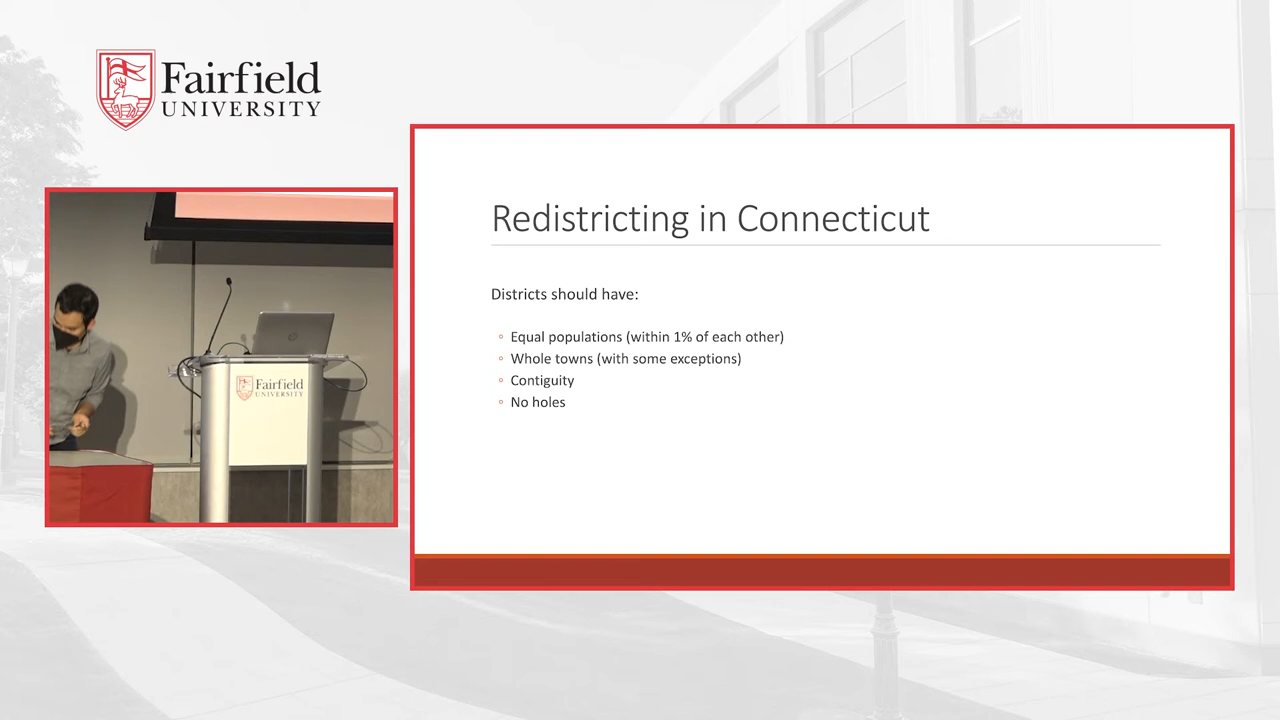 Fairfield
UNIVERSITY
Redistricting in Connecticut
Districts should have:
◦ Equal populations (within 1% of each other)
◦ Whole towns (with some exceptions)
◦ Contiguity
◦ No holes
Fairfield
UNIVERSITY